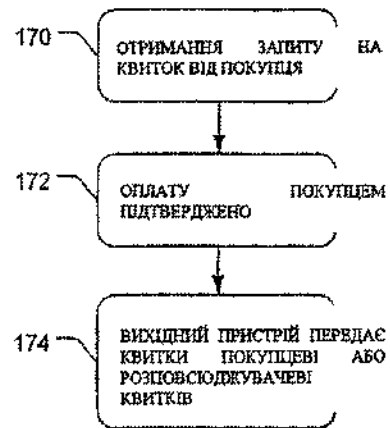 170
ОТРИМАННЯ ЗАПИТУ НА
КВИТОК ВІД ПОКУПЦЯ
172
ОПЛАТУ ПОКУПЦЕМ
ПІДТВЕРДЖЕНО
174
ВИХІДНИЙ ПРИСТРІЙ ПЕРЕДАЄ
КВИТКИ ПОКУПЦЕВІ АБО
РОЗПОВСЮДЖУВАЧЕВІ
КВИТКІВ